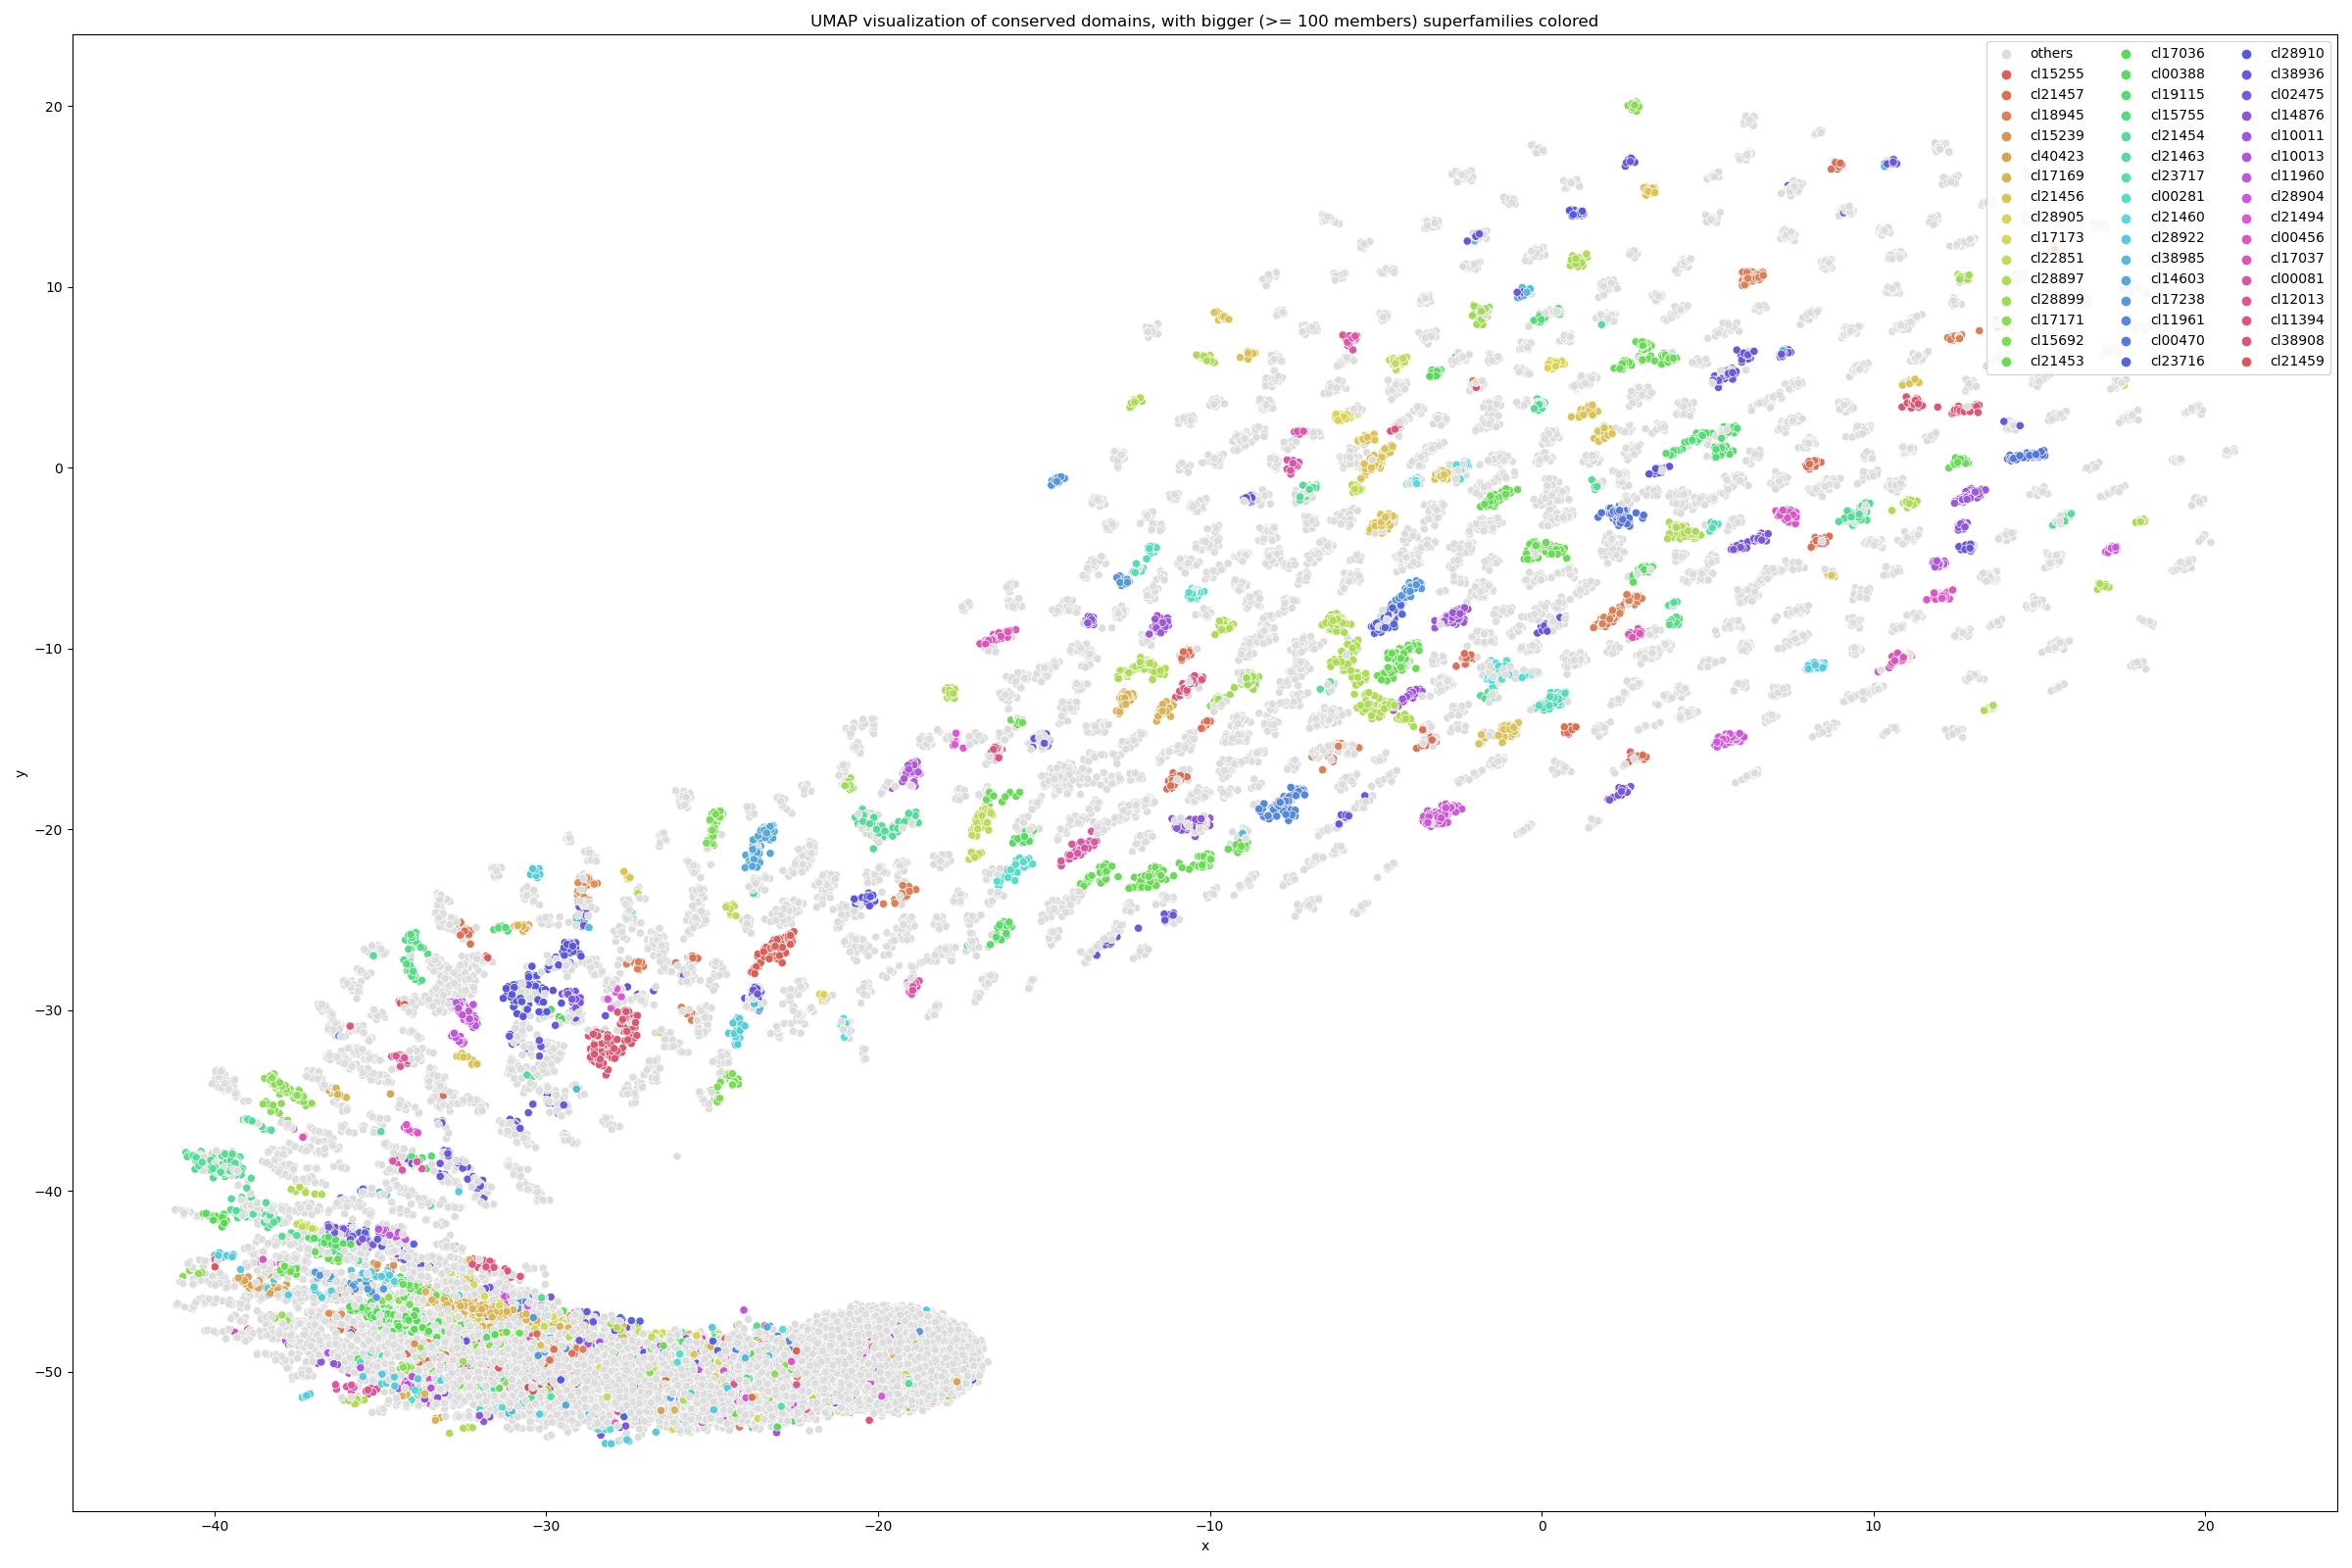 UMAP visualization of conserved domains, with bigger (>= 100 members) superfamilies colored
others cl17036 cl28910
cl15255 cl00388 cl38936
cl21457 cl19115 cl02475
cl18945 cl15755 cl14876
cl15239 cl21454 cl10011
cl40423 cl21463 cl10013
cl17169 cl23717 cl11960
cl21456 cl00281 cl28904
cl28905 cl21460 cl21494
cl17173 cl28922 cl00456
cl22851 cl38985 cl17037
cl28897 cl14603 cl00081
cl28899 cl17238 cl12013
cl17171 cl11961 cl11394
cl15692 cl00470 cl38908
cl21453 cl23716 cl21459
20
10
0
−10
−20
−30
−40
−50
y
−40 −30 −20 −10 0 10 20
x